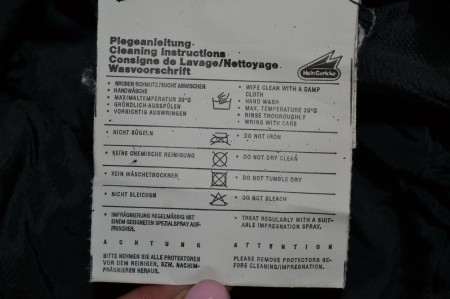 Plegeanleitung
Cleaning Instructions
Consigne de Lavage/Nettoyage
Wasvoorschrift
Hein Gericke
• GROBEN SCHMUTZ FEUCHT ABWISCHEN
• HANDWÄSCHE
• MAXIMALTEMPERATUR 30°C
• GRÜNDLICH AUSSPÜLEN
• VORSICHTIG AUSWRINGEN
• WIPE CLEAN WITH A DAMP
CLOTH
• HAND WASH
• MAX. TEMPERATURE 30°C
• RINSE THOROUGHLY
• WRING WITH CARE
• NICHT BÜGELN
• DO NOT IRON
• KEINE CHEMISCHE REINIGUNG
• DO NOT DRY CLEAN
• KEIN WÄSCHETROCKNER
• DO NOT TUMBLE DRY
• NICHT BLEICHEN
• DO NOT BLEACH
• IMPRÄGNIERUNG REGELMÄSSIG MIT
EINEM GEEIGNETEN SPEZIALSPRAY AUF-
FRISCHEN.
• TREAT REGULARLY WITH A SUIT-
ABLE IMPREGNATION SPRAY.
ACHTUNG
BITTE NEHMEN SIE ALLE PROTEKTOREN
VOR DEM REINIGEN, BZW. NACHIM-
PRÄGNIEREN HERAUS.
ATTENTION
PLEASE REMOVE PROTECTORS BE-
FORE CLEANING/IMPREGNATION.